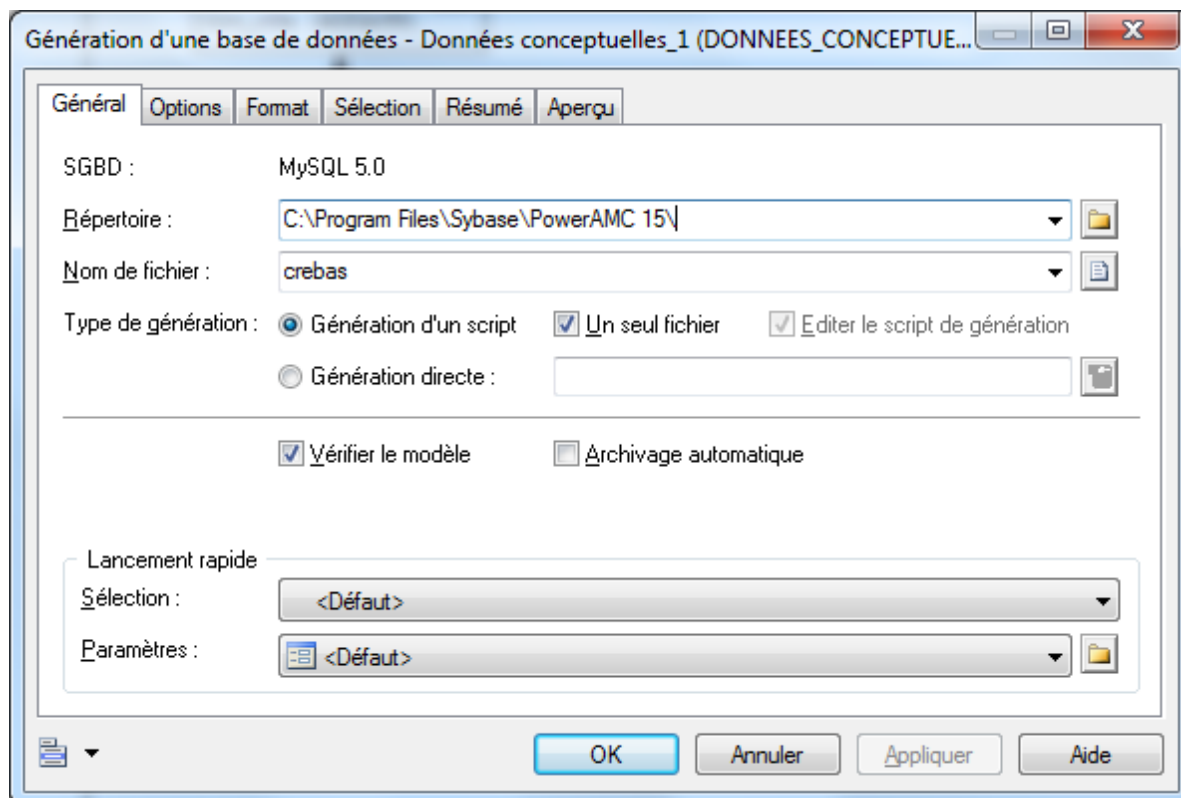 Génération d'une base de données - Données conceptuelles_1 (DONNEES_CONCEPTUE...
Général Options Format Sélection Résumé Aperçu
SGBD : MySQL 5.0
Répertoire : C:\Program Files\Sybase\PowerAMC 15\
Nom de fichier : crebas
Type de génération : Génération d'un script Un seul fichier Editer le script de génération
Génération directe :
Vérifier le modèle Archivage automatique
Lancement rapide
Sélection : <Défaut>
Paramètres : <Défaut>
OK Annuler Appliquer Aide